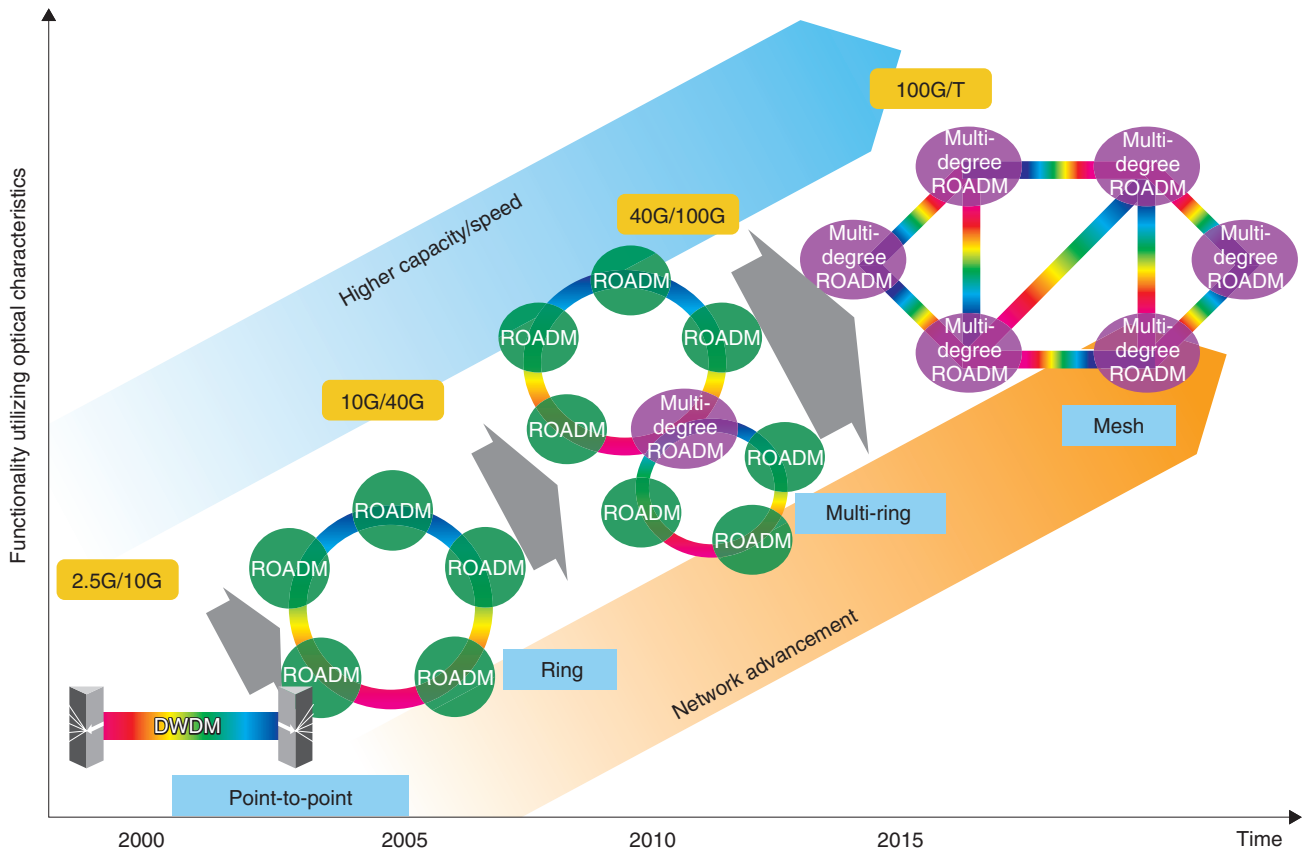 Functionality utilizing optical characteristics
Higher capacity/speed
100G/T
Multi-
degree
ROADM
Multi-
degree
ROADM
Multi-
degree
ROADM
Multi-
degree
ROADM
Multi-
degree
ROADM
Multi-
degree
ROADM
Mesh
40G/100G
ROADM
ROADM
ROADM
ROADM
Multi-
degree
ROADM
ROADM
ROADM
ROADM
Multi-ring
10G/40G
ROADM
ROADM
ROADM
ROADM
ROADM
Ring
2.5G/10G
DWDM
Point-to-point
Network advancement
2000
2005
2010
2015
Time